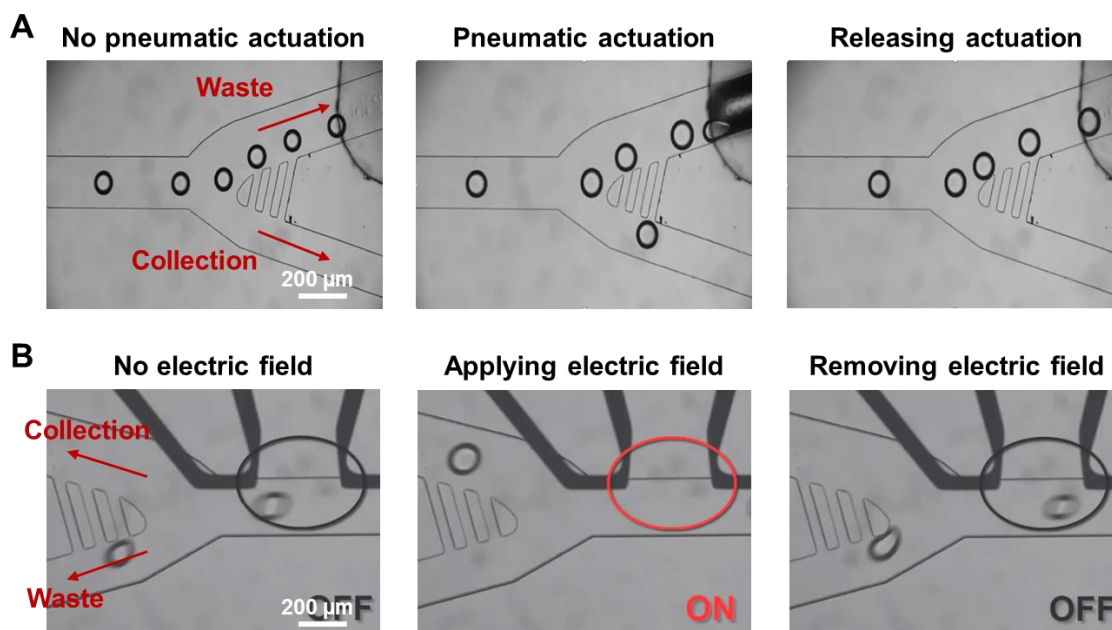 A
No pneumatic actuation
Pneumatic actuation
Releasing actuation
Waste
Collection
200 µm
B
No electric field
Applying electric field
Removing electric field
Collection
Waste
200 µm
OFF
ON
OFF